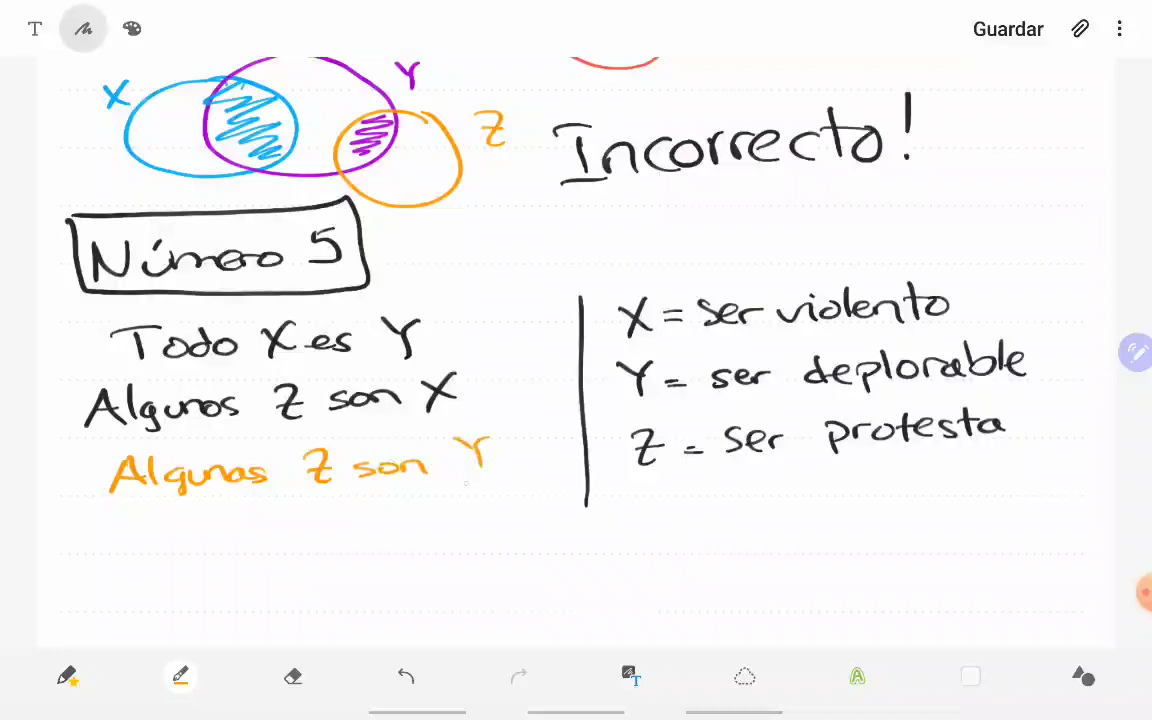 T
Guardar
X
Y
Z
Incorrecto!
Número 5
Todo X es Y
Algunos Z son X
Algunas Z son Y
X = ser violento
Y = ser deplorable
Z = ser protesta
T
A